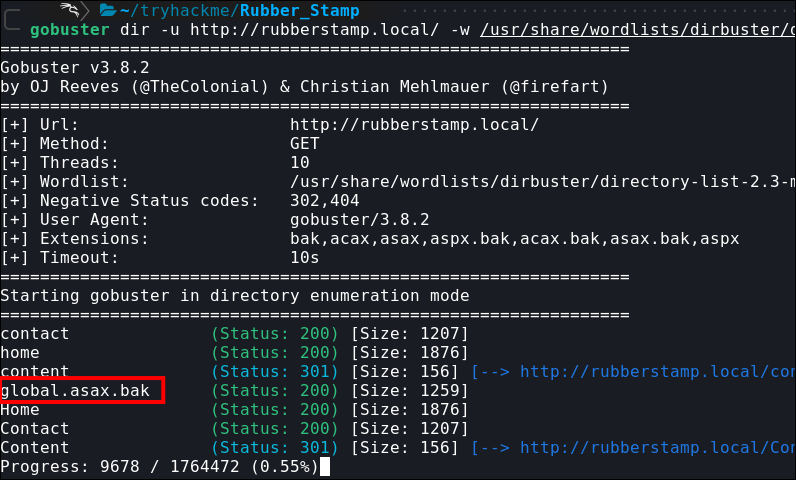 ~/tryhackme/Rubber_Stamp
gobuster dir -u http://rubberstamp.local/ -w /usr/share/wordlists/dirbuster/
===============================================================
Gobuster v3.8.2
by OJ Reeves (@TheColonial) & Christian Mehlmauer (@firefart)
===============================================================
[+] Url:                     http://rubberstamp.local/
[+] Method:                  GET
[+] Threads:                 10
[+] Wordlist:                /usr/share/wordlists/dirbuster/directory-list-2.3-m
[+] Negative Status codes:   302,404
[+] User Agent:              gobuster/3.8.2
[+] Extensions:              bak,acax,asax,aspx.bak,acax.bak,asax.bak,aspx
[+] Timeout:                 10s
===============================================================
Starting gobuster in directory enumeration mode
===============================================================
contact              (Status: 200) [Size: 1207]
home                 (Status: 200) [Size: 1876]
content              (Status: 301) [Size: 156] [--> http://rubberstamp.local/con
global.asax.bak      (Status: 200) [Size: 1259]
Home                 (Status: 200) [Size: 1876]
Contact              (Status: 200) [Size: 1207]
Content              (Status: 301) [Size: 156] [--> http://rubberstamp.local/Con
Progress: 9678 / 1764472 (0.55%)